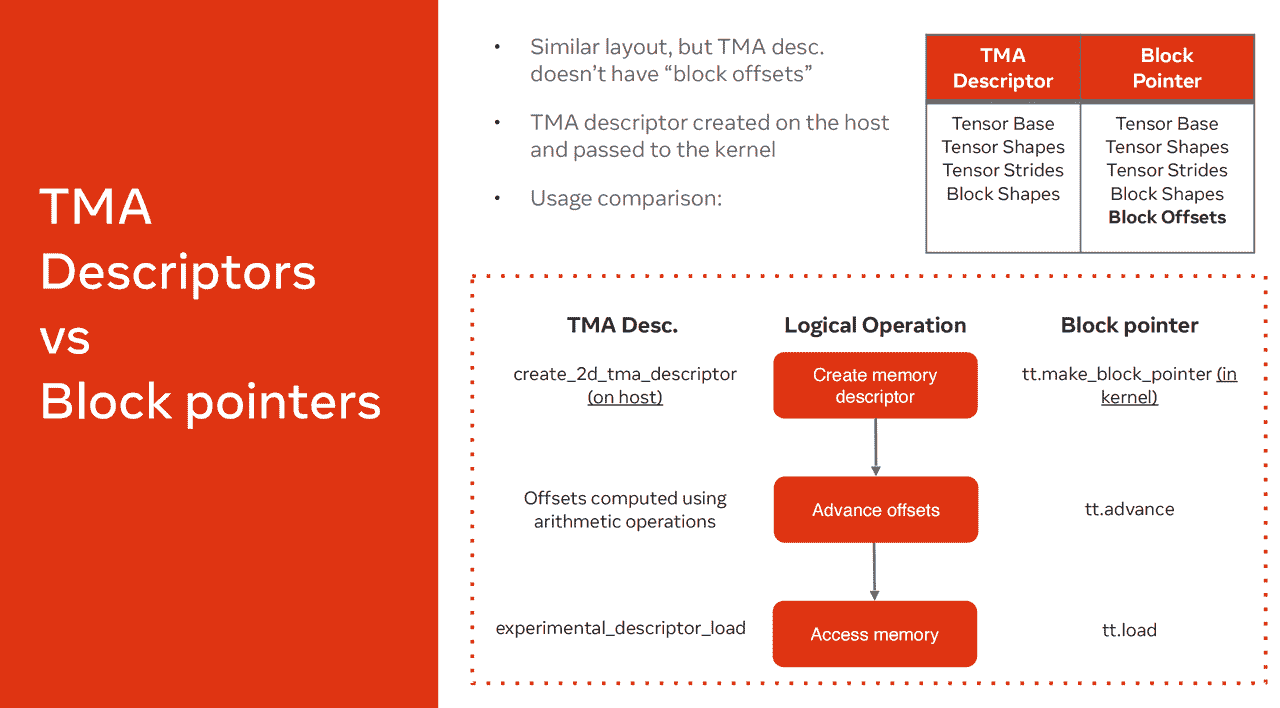 TMA
Descriptors
vs
Block pointers
• Similar layout, but TMA desc.
doesn’t have “block offsets”
• TMA descriptor created on the host
and passed to the kernel
• Usage comparison:
TMA
Descriptor
Block
Pointer
Tensor Base
Tensor Shapes
Tensor Strides
Block Shapes
Tensor Base
Tensor Shapes
Tensor Strides
Block Shapes
Block Offsets
TMA Desc.
Logical Operation
Block pointer
create_2d_tma_descriptor
(on host)
Create memory
descriptor
tt.make_block_pointer (in
kernel)
Offsets computed using
arithmetic operations
Advance offsets
tt.advance
experimental_descriptor_load
Access memory
tt.load